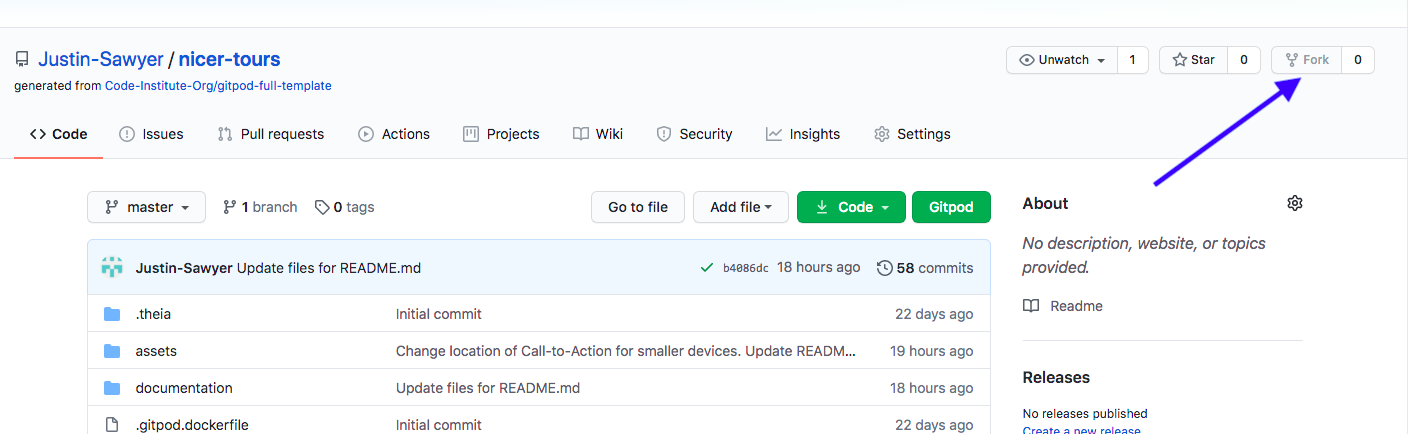 Justin-Sawyer / nicer-tours
Unwatch 1 Star 0 Fork 0
generated from Code-Institute-Org/gitpod-full-template
Code Issues Pull requests Actions Projects Wiki Security Insights Settings
master 1 branch 0 tags Go to file Add file Code Gitpod
About
Justin-Sawyer Update files for README.md b4086dc 18 hours ago 58 commits
No description, website, or topics
provided.
.theia Initial commit 22 days ago
Readme
assets Change location of Call-to-Action for smaller devices. Update READM... 19 hours ago
documentation Update files for README.md 18 hours ago
Releases
.gitpod.dockerfile Initial commit 22 days ago
No releases published
Create a new release